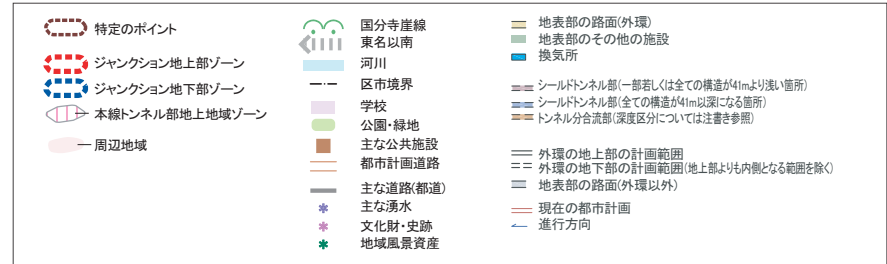 特定のポイント
ジャンクション地上部ゾーン
ジャンクション地下部ゾーン
本線トンネル部地上地域ゾーン
周辺地域
国分寺崖線
東名以南
河川
区市境界
学校
公園・緑地
主な公共施設
都市計画道路
主な道路(都道)
主な湧水
文化財・史跡
地域風景資産
地表部の路面(外環)
地表部のその他の施設
換気所
シールドトンネル部(一部若しくは全ての構造が41mより浅い箇所)
シールドトンネル部(全ての構造が41m以深になる箇所)
トンネル分合流部(深度区分については注書き参照)
外環の地上部の計画範囲
外環の地下部の計画範囲(地上部よりも内側となる範囲を除く)
地表部の路面(外環以外)
現在の都市計画
進行方向